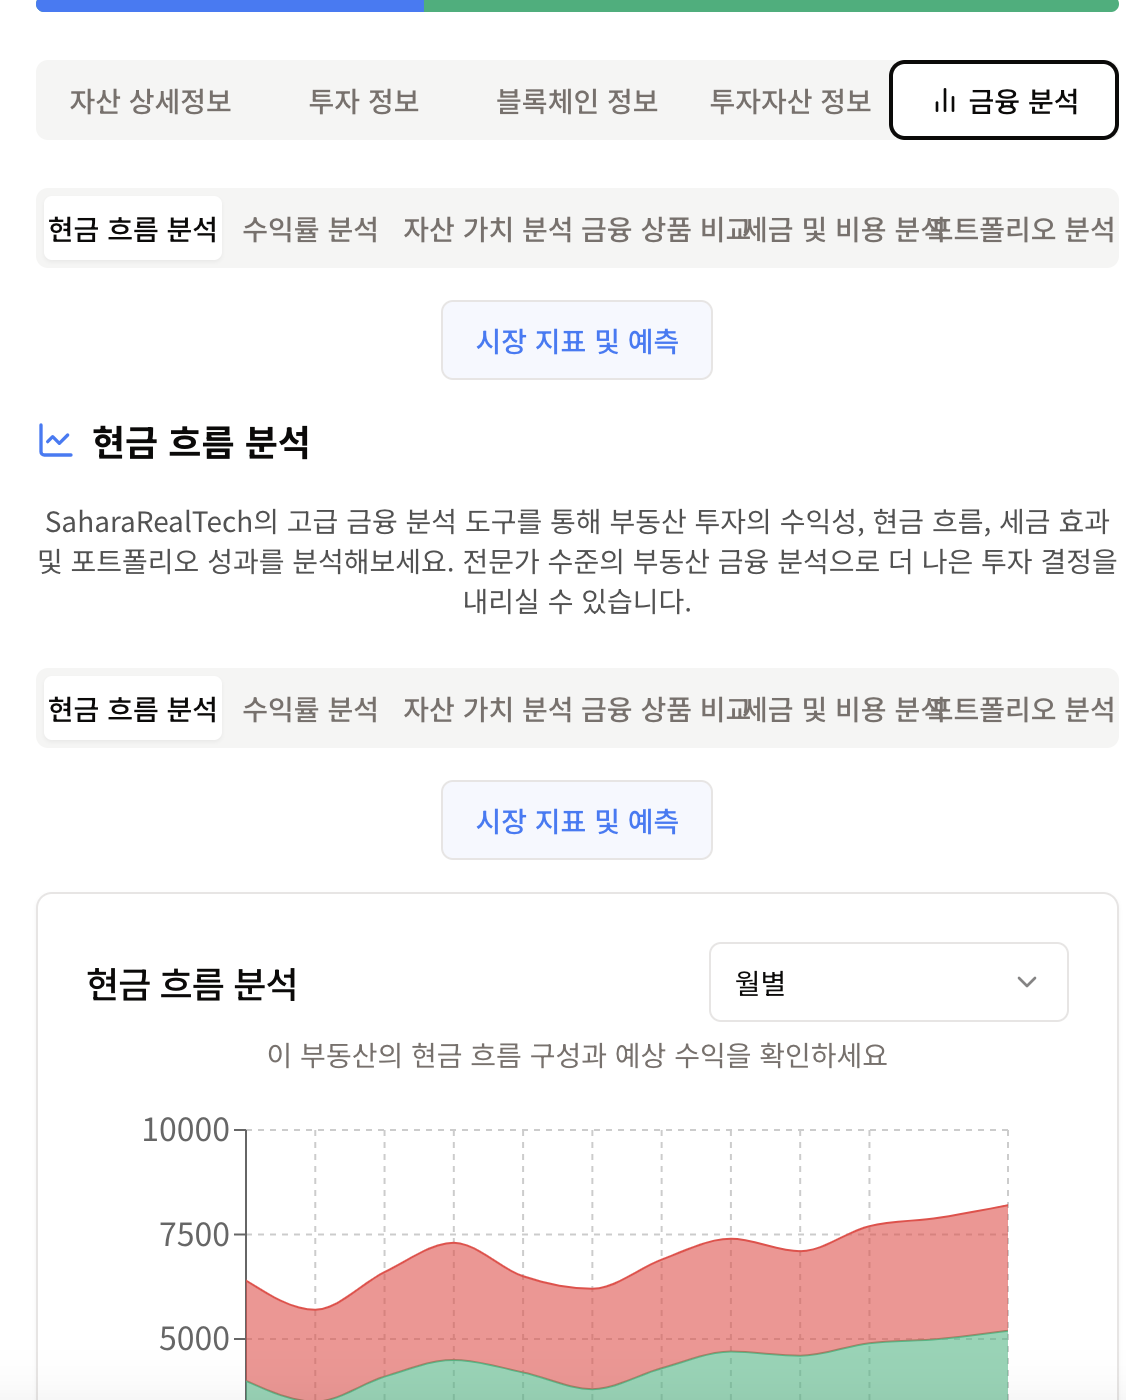 자산 상세정보 투자 정보 블록체인 정보 투자자산 정보 금융 분석
현금 흐름 분석 수익률 분석 자산 가치 분석 금융 상품 비교 세금 및 비용 분석 포트폴리오 분석
시장 지표 및 예측
현금 흐름 분석
SaharaRealTech의 고급 금융 분석 도구를 통해 부동산 투자의 수익성, 현금 흐름, 세금 효과
및 포트폴리오 성과를 분석해보세요. 전문가 수준의 부동산 금융 분석으로 더 나은 투자 결정을
내리실 수 있습니다.
현금 흐름 분석 수익률 분석 자산 가치 분석 금융 상품 비교 세금 및 비용 분석 포트폴리오 분석
시장 지표 및 예측
현금 흐름 분석 월별
이 부동산의 현금 흐름 구성과 예상 수익을 확인하세요
10000
7500
5000